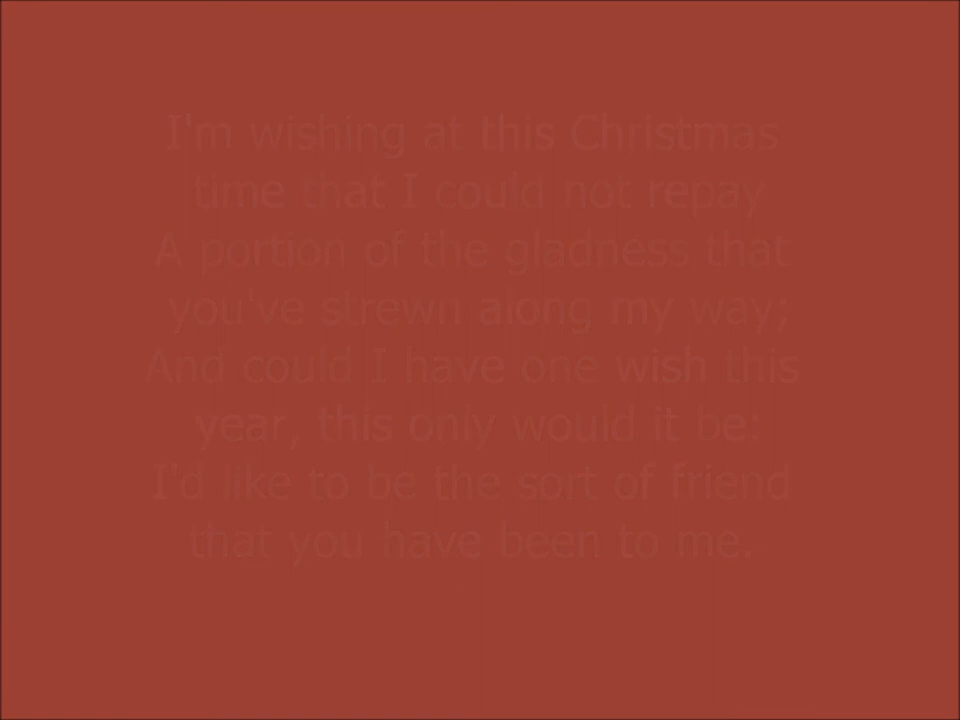 I'm wishing at this Christmas
time that I could not repay
A portion of the gladness that
you've strewn along my way;
And could I have one wish this
year, this only would it be:
I'd like to be the sort of friend
that you have been to me.